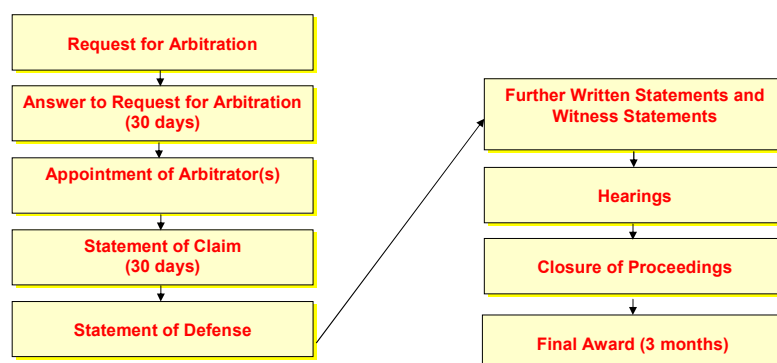 Request for Arbitration
Answer to Request for Arbitration
(30 days)
Appointment of Arbitrator(s)
Statement of Claim
(30 days)
Statement of Defense
Further Written Statements and
Witness Statements
Hearings
Closure of Proceedings
Final Award (3 months)